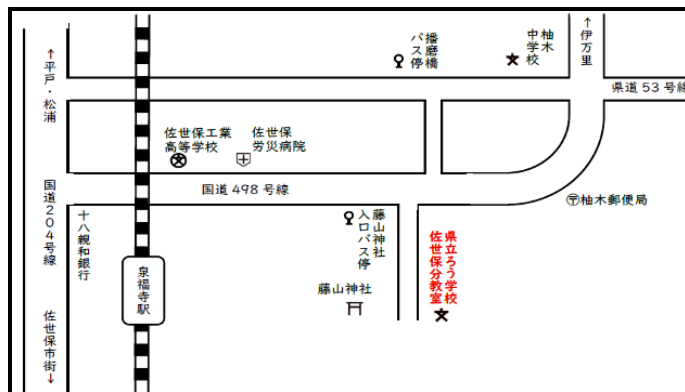 ↑平戸・松浦
国道204号線
佐世保市街↓
十八親和銀行
泉福寺駅
佐世保工業
高等学校
佐世保
労災病院
国道498号線
播磨橋
バス停
柚木
中学校
↑伊万里
県道53号線
〒柚木郵便局
藤山神社
入口バス停
藤山神社
県立ろう学校
佐世保分教室